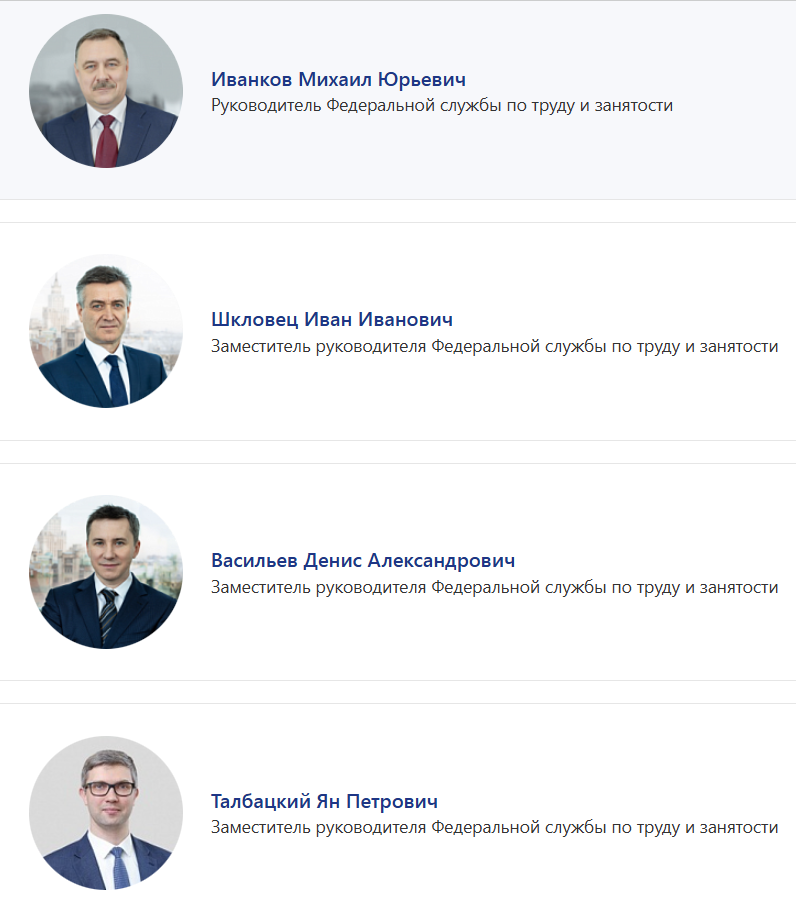 Иванков Михаил Юрьевич
Руководитель Федеральной службы по труду и занятости
Шкловец Иван Иванович
Заместитель руководителя Федеральной службы по труду и занятости
Васильев Денис Александрович
Заместитель руководителя Федеральной службы по труду и занятости
Талбацкий Ян Петрович
Заместитель руководителя Федеральной службы по труду и занятости